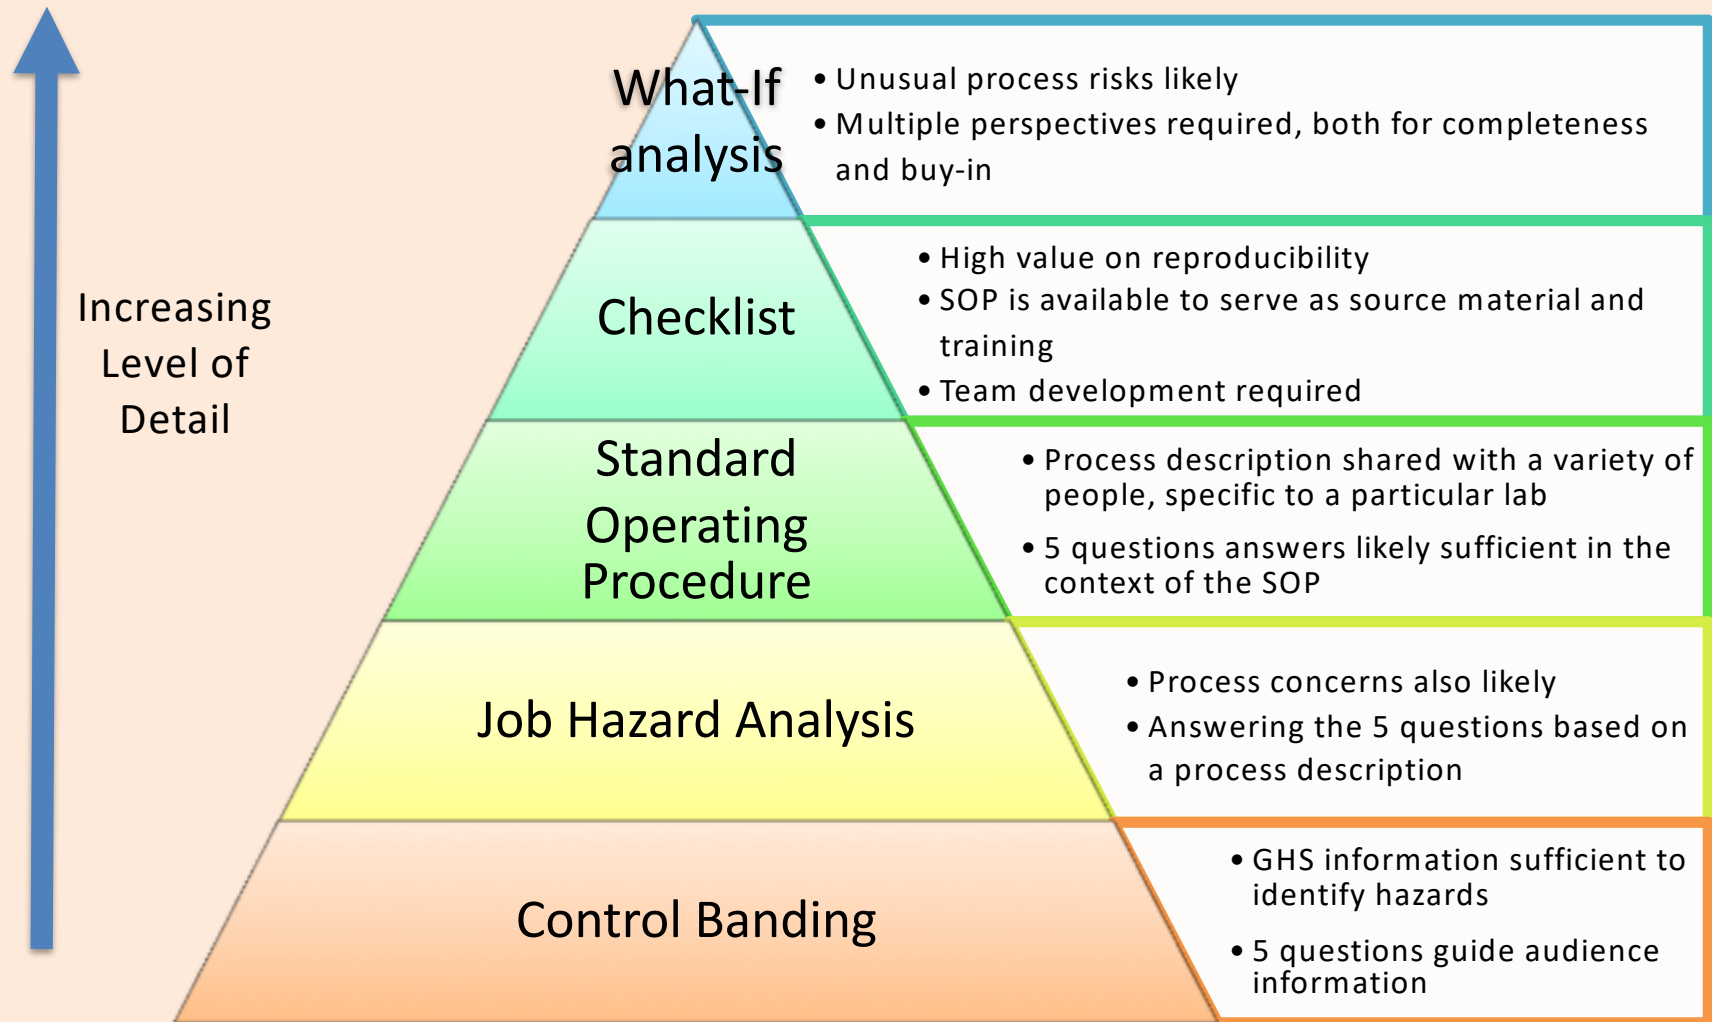 What-If
analysis
• Unusual process risks likely
• Multiple perspectives required, both for completeness
and buy-in
Increasing
Level of
Detail
Checklist
• High value on reproducibility
• SOP is available to serve as source material and
training
• Team development required
Standard
Operating
Procedure
• Process description shared with a variety of
people, specific to a particular lab
• 5 questions answers likely sufficient in the
context of the SOP
Job Hazard Analysis
• Process concerns also likely
• Answering the 5 questions based on
a process description
Control Banding
• GHS information sufficient to
identify hazards
• 5 questions guide audience
information